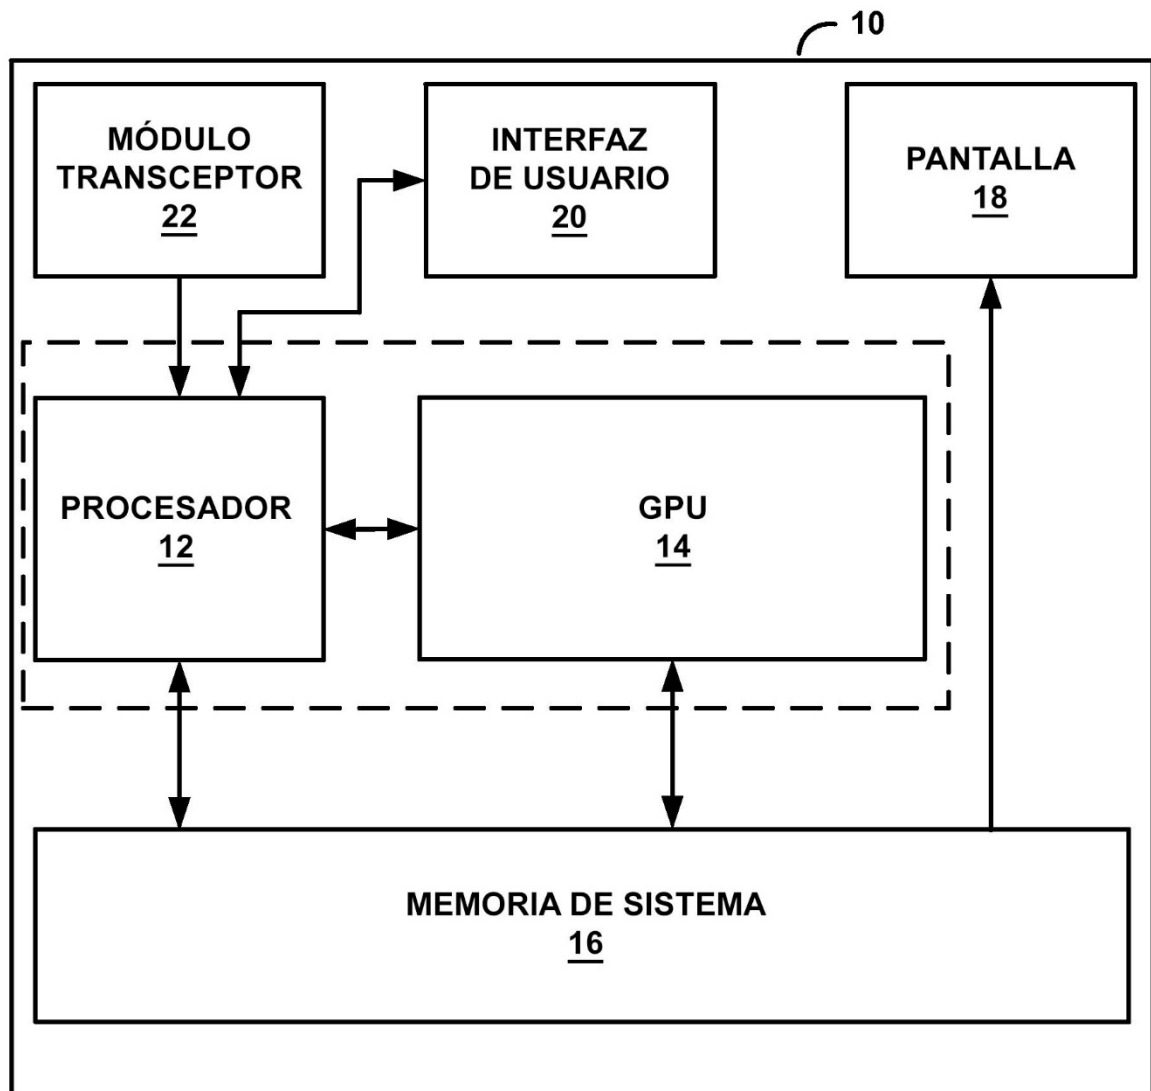 10
MÓDULO
TRANSCEPTOR
22
INTERFAZ
DE USUARIO
20
PANTALLA
18
PROCESADOR
12
GPU
14
MEMORIA DE SISTEMA
16